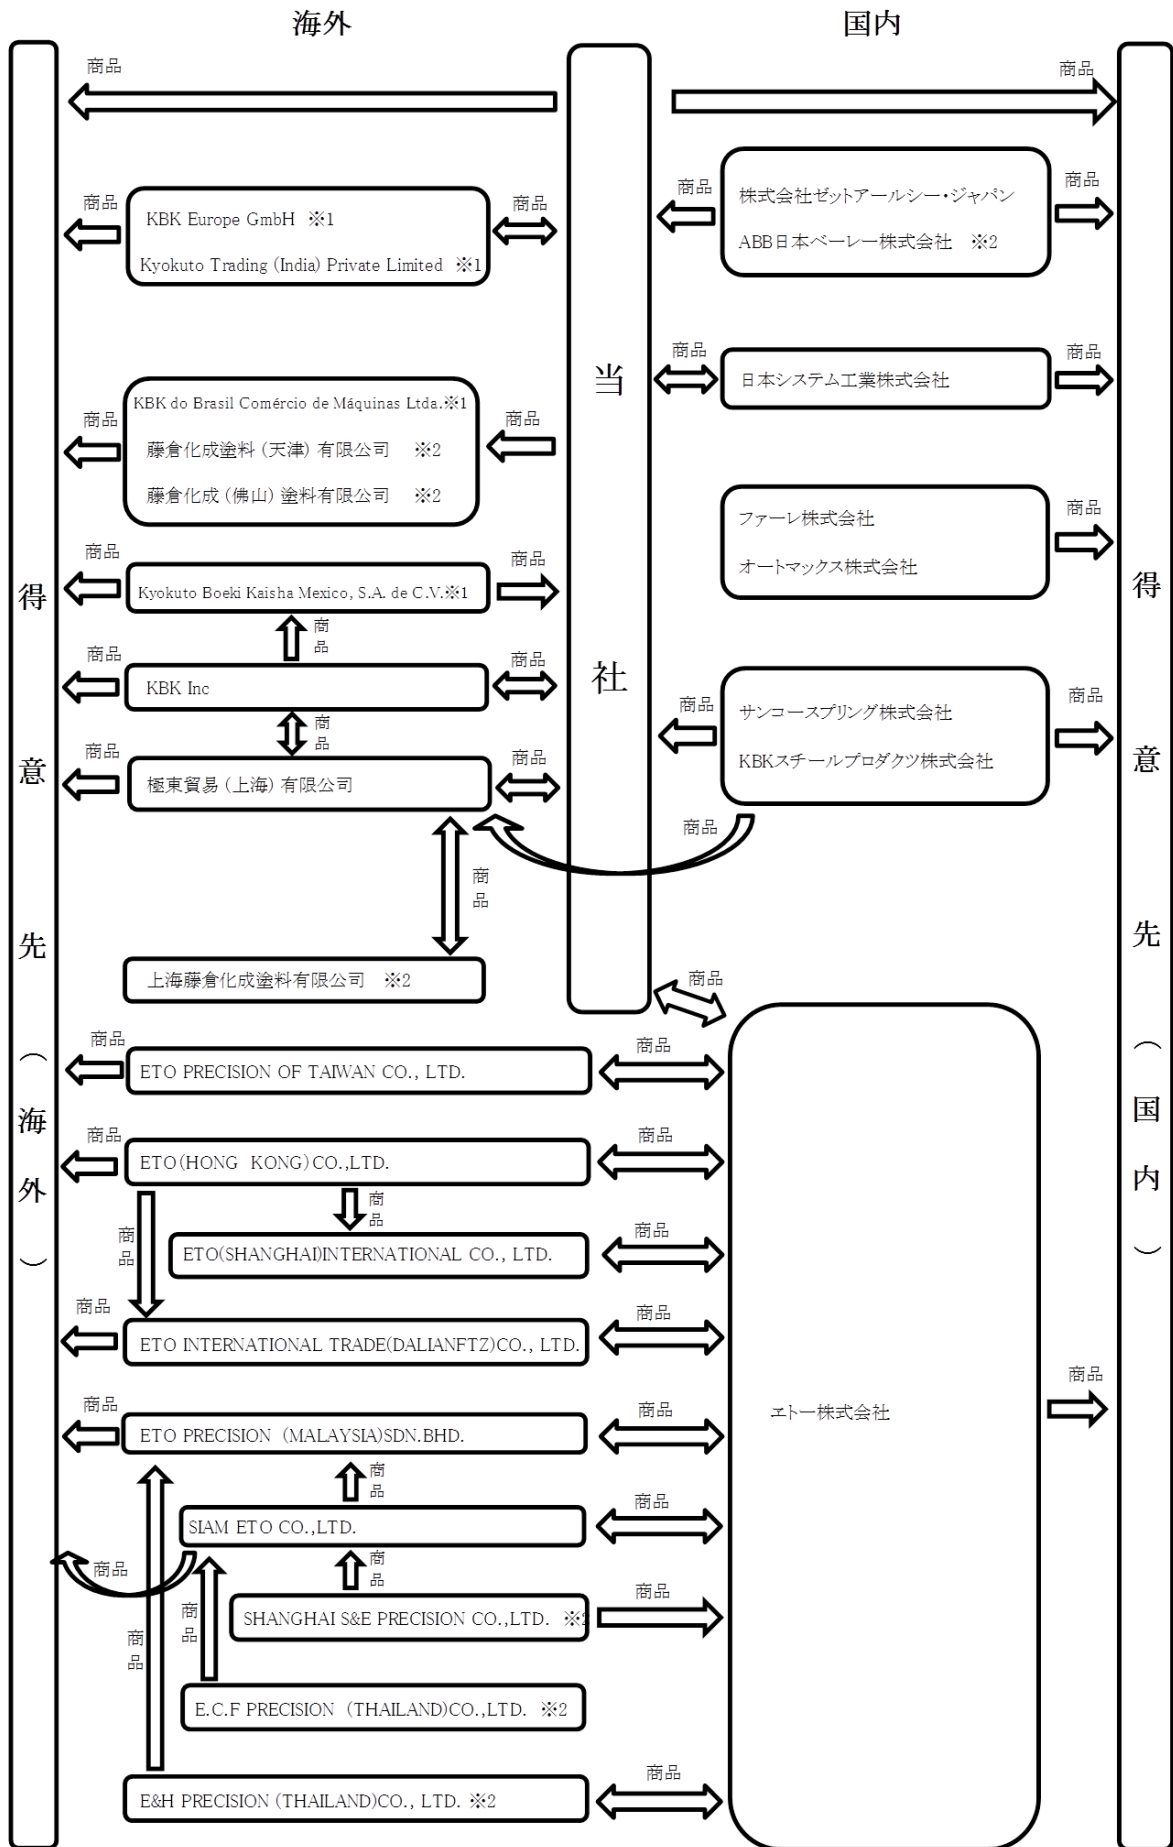 海外
国内
商品
商品
得意先（海外）
当社
得意先（国内）
商品
KBK Europe GmbH ※1
Kyokuto Trading (India) Private Limited ※1
商品
商品
株式会社ゼットアールシー・ジャパン
ABB日本ベーレー株式会社 ※2
商品
商品
日本システム工業株式会社
商品
商品
KBK do Brasil Comércio de Máquinas Ltda.※1
藤倉化成塗料(天津)有限公司 ※2
藤倉化成(佛山)塗料有限公司 ※2
商品
ファーレ株式会社
オートマックス株式会社
商品
商品
Kyokuto Boeki Kaisha Mexico, S.A. de C.V.※1
商品
商品
商品
KBK Inc
商品
商品
サンコースプリング株式会社
KBKスチールプロダクツ株式会社
商品
商品
商品
極東貿易(上海)有限公司
商品
商品
商品
上海藤倉化成塗料有限公司 ※2
商品
商品
ETO PRECISION OF TAIWAN CO., LTD.
商品
商品
ETO(HONG KONG)CO.,LTD.
商品
商品
商品
ETO(SHANGHAI)INTERNATIONAL CO., LTD.
商品
商品
ETO INTERNATIONAL TRADE(DALIANFTZ)CO., LTD.
商品
ヱトー株式会社
商品
商品
ETO PRECISION (MALAYSIA)SDN.BHD.
商品
商品
SIAM ETO CO.,LTD.
商品
商品
商品
SHANGHAI S&E PRECISION CO.,LTD. ※2
商品
商品
商品
E.C.F PRECISION (THAILAND)CO.,LTD. ※2
E&H PRECISION (THAILAND)CO., LTD. ※2
商品